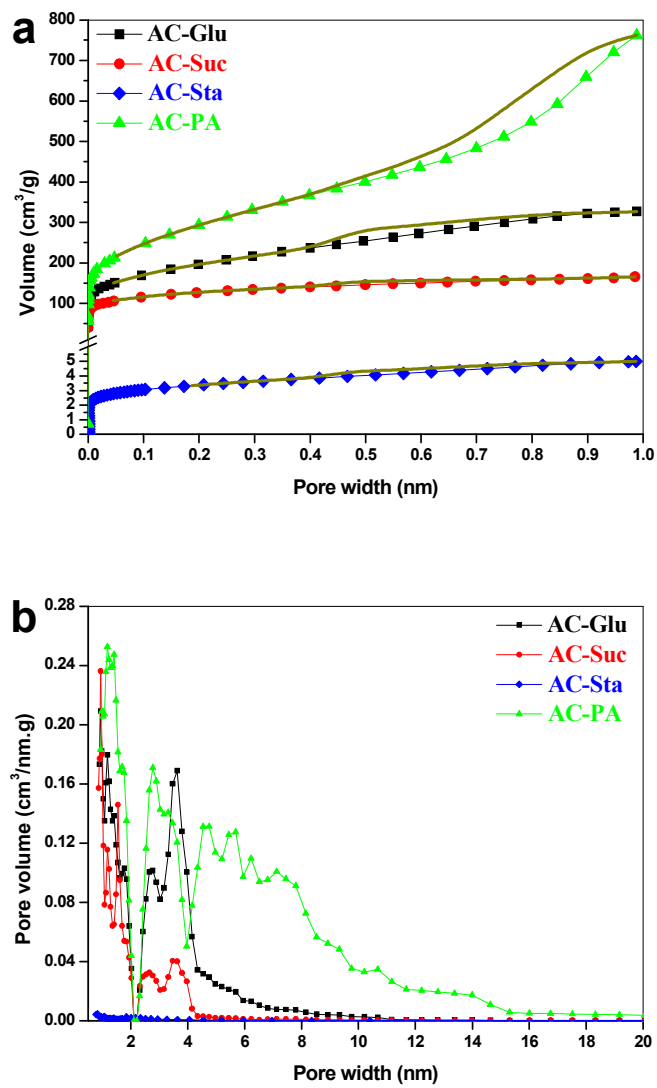 a
800
700
600
500
400
300
200
100
5
4
3
2
1
0
Volume (cm³/g)
AC-Glu
AC-Suc
AC-Sta
AC-PA
0.0 0.1 0.2 0.3 0.4 0.5 0.6 0.7 0.8 0.9 1.0
Pore width (nm)
b
0.28
0.24
0.20
0.16
0.12
0.08
0.04
0.00
Pore volume (cm³/nm.g)
AC-Glu
AC-Suc
AC-Sta
AC-PA
2 4 6 8 10 12 14 16 18 20
Pore width (nm)